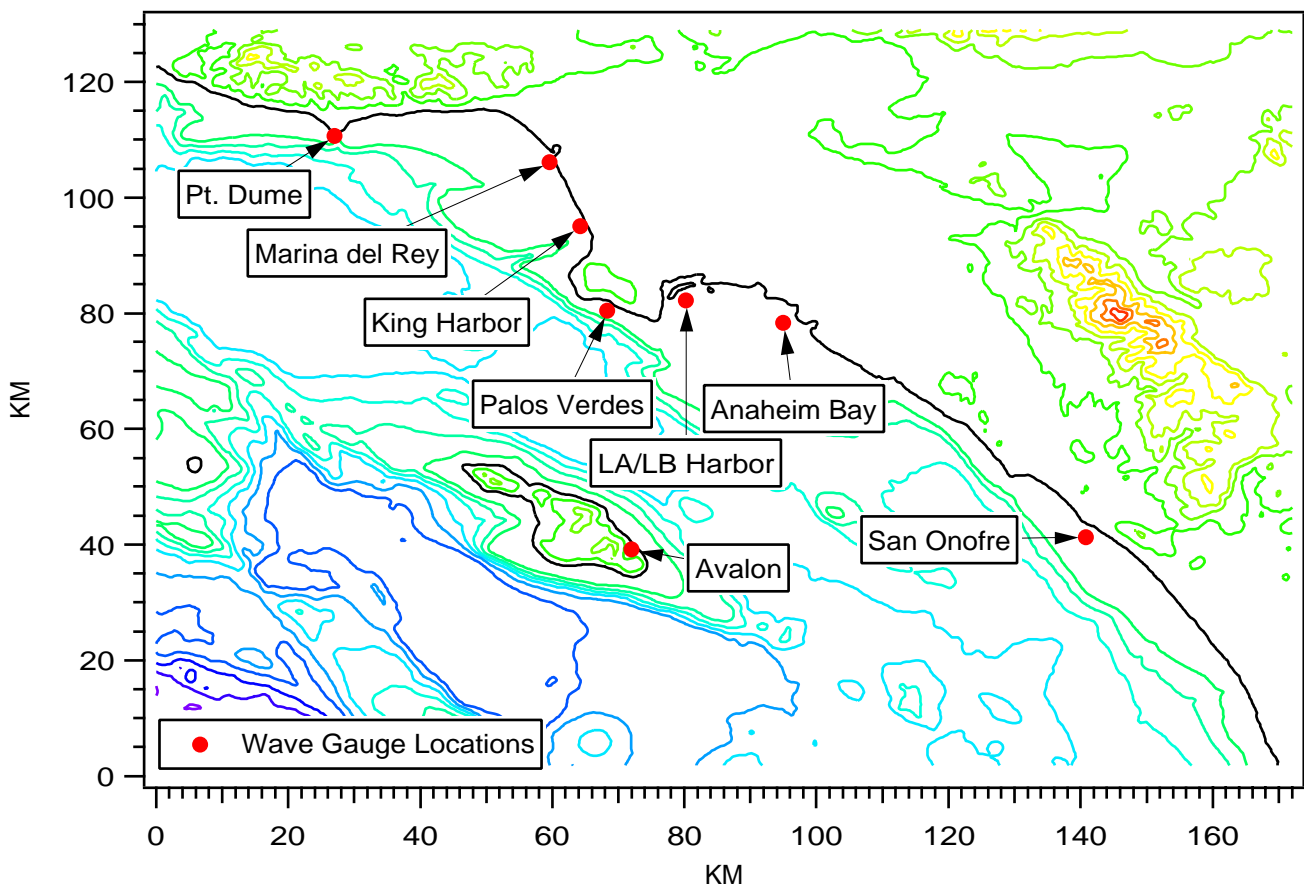 120
100
80
60
40
20
0
KM
Pt. Dume
Marina del Rey
King Harbor
Palos Verdes
Anaheim Bay
LA/LB Harbor
San Onofre
Avalon
Wave Gauge Locations
0 20 40 60 80 100 120 140 160
KM